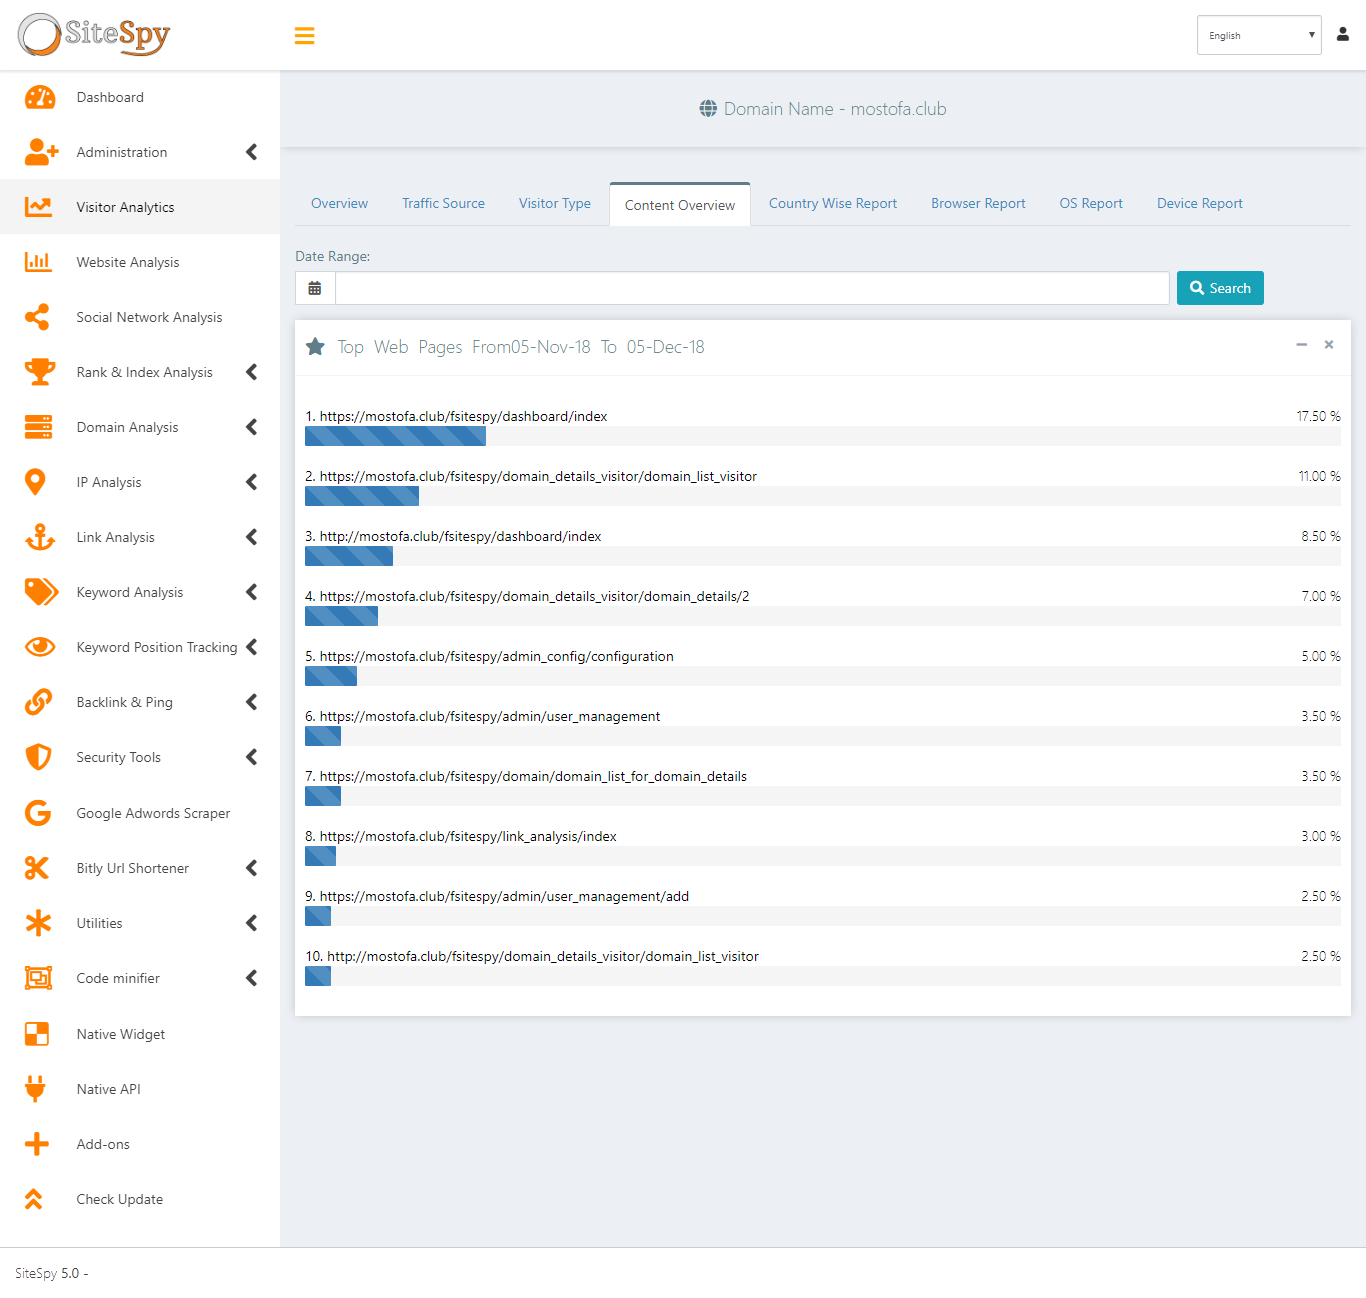 SiteSpy
English
Dashboard
Administration
Visitor Analytics
Website Analysis
Social Network Analysis
Rank & Index Analysis
Domain Analysis
IP Analysis
Link Analysis
Keyword Analysis
Keyword Position Tracking
Backlink & Ping
Security Tools
Google Adwords Scraper
Bitly Url Shortener
Utilities
Code minifier
Native Widget
Native API
Add-ons
Check Update
Domain Name - mostofa.club
Overview Traffic Source Visitor Type Content Overview Country Wise Report Browser Report OS Report Device Report
Date Range:
Search
Top Web Pages From05-Nov-18 To 05-Dec-18
1. https://mostofa.club/fsitespy/dashboard/index 17.50 %
2. https://mostofa.club/fsitespy/domain_details_visitor/domain_list_visitor 11.00 %
3. http://mostofa.club/fsitespy/dashboard/index 8.50 %
4. https://mostofa.club/fsitespy/domain_details_visitor/domain_details/2 7.00 %
5. https://mostofa.club/fsitespy/admin_config/configuration 5.00 %
6. https://mostofa.club/fsitespy/admin/user_management 3.50 %
7. https://mostofa.club/fsitespy/domain/domain_list_for_domain_details 3.50 %
8. https://mostofa.club/fsitespy/link_analysis/index 3.00 %
9. https://mostofa.club/fsitespy/admin/user_management/add 2.50 %
10. http://mostofa.club/fsitespy/domain_details_visitor/domain_list_visitor 2.50 %
SiteSpy 5.0 -